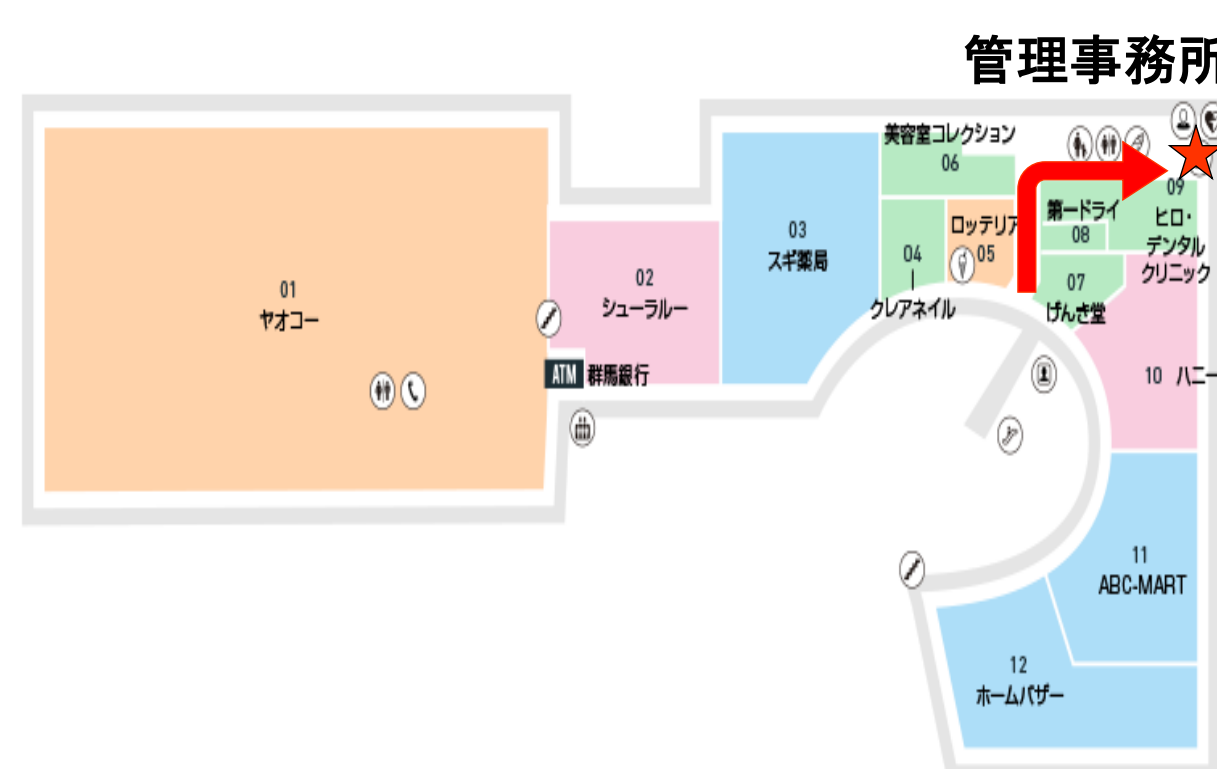 管理事務所
美容室コレクション
06
09
ヒロ・
デンタル
クリニック
第一ドライ
08
ロッテリア
05
04
クレアネイル
07
げんき堂
03
スギ薬局
02
シューラルー
01
ヤオコー
ATM 群馬銀行
10 ハニー
11
ABC-MART
12
ホームバザー